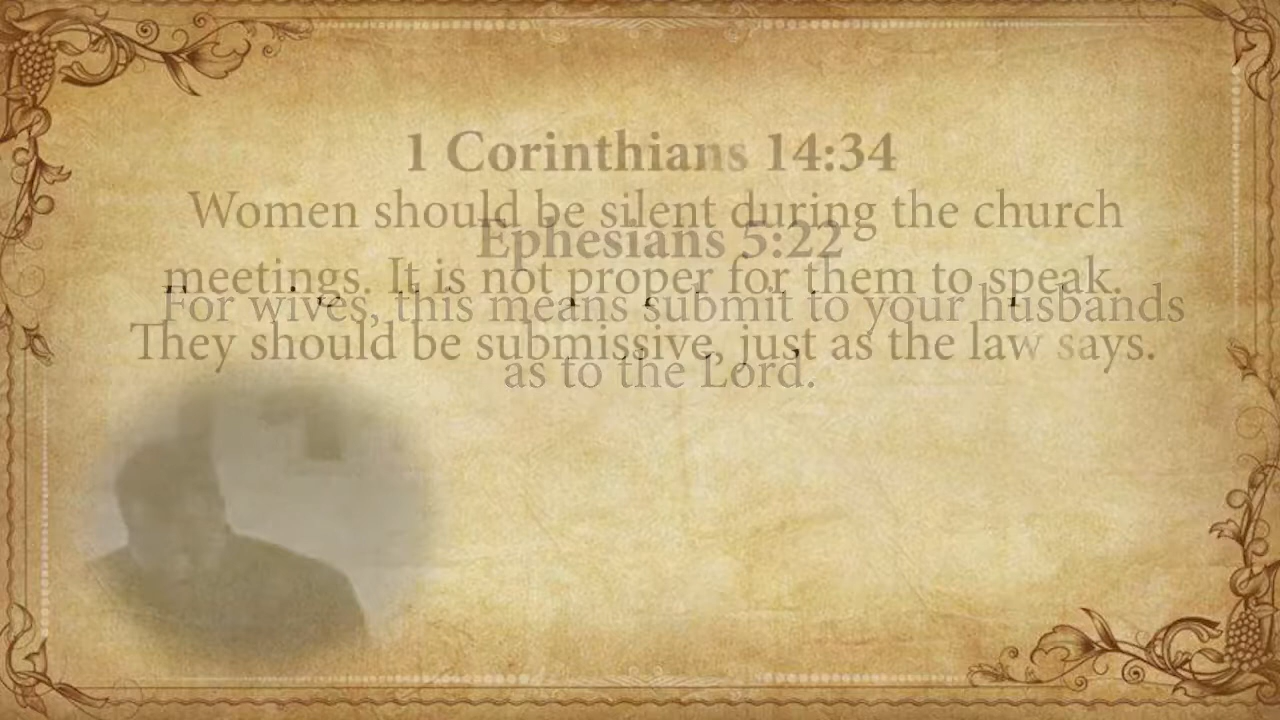 1 Corinthians 14:34
Women should be silent during the church
meetings. It is not proper for them to speak.
They should be submissive, just as the law says.
Ephesians 5:22
For wives, this means submit to your husbands
as to the Lord.